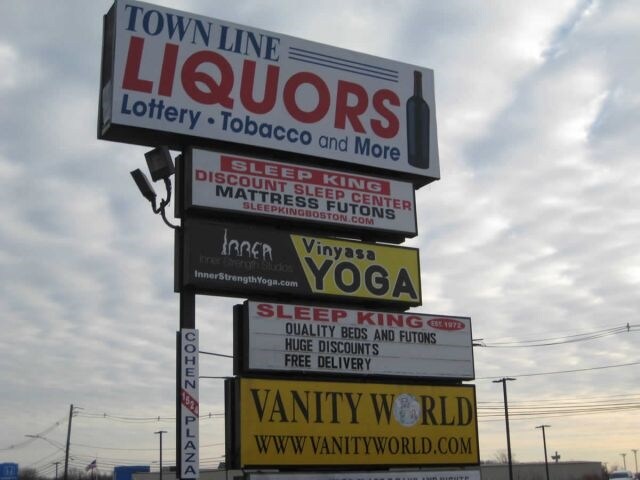 TOWN LINE
LIQUORS
Lottery • Tobacco and More
SLEEP KING
DISCOUNT SLEEP CENTER
MATTRESS FUTONS
SLEEPKINGBOSTON.COM
INNER
Inner Strength Studios
InnerStrengthYoga.com
Vinyasa
YOGA
SLEEP KING EST. 1972
QUALITY BEDS AND FUTONS
HUGE DISCOUNTS
FREE DELIVERY
COHEN
PLAZA
VANITY WORLD
WWW.VANITYWORLD.COM